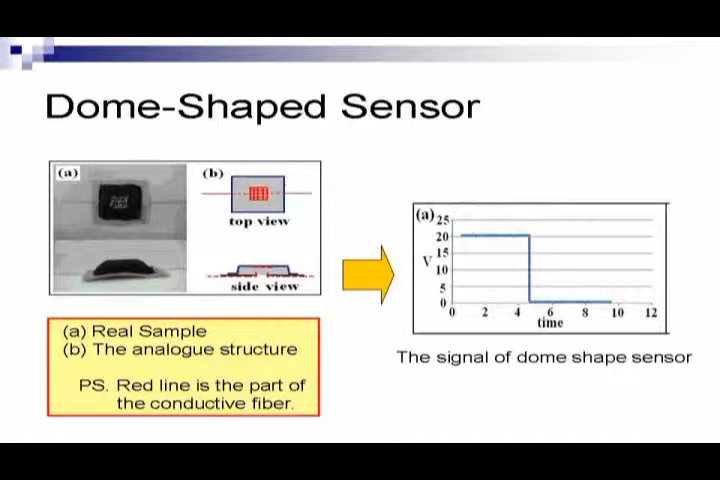 Dome-Shaped Sensor
(a)
(b)
top view
side view
(a) Real Sample
(b) The analogue structure
PS. Red line is the part of
the conductive fiber.
(a)
25
20
15
10
5
0
V
0 2 4 6 8 10 12
time
The signal of dome shape sensor